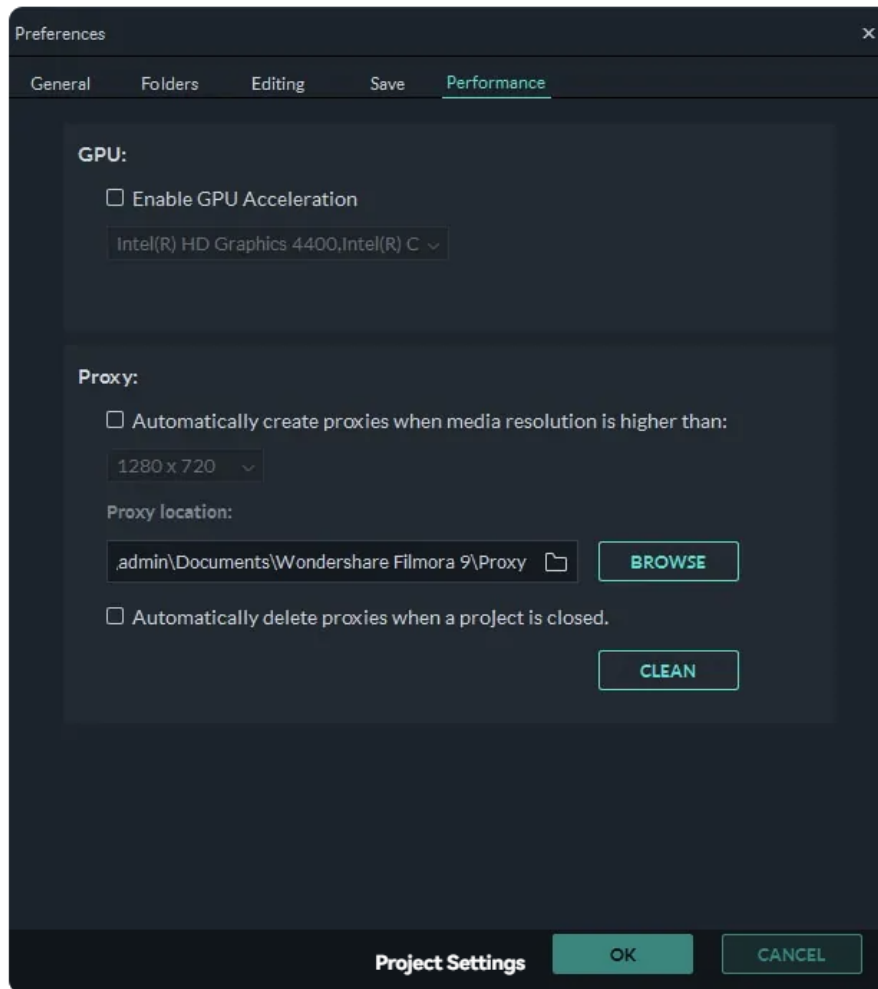 Preferences
General Folders Editing Save Performance
GPU:
Enable GPU Acceleration
Intel(R) HD Graphics 4400,Intel(R) C
Proxy:
Automatically create proxies when media resolution is higher than:
1280 x 720
Proxy location:
admin\Documents\Wondershare Filmora 9\Proxy BROWSE
Automatically delete proxies when a project is closed.
CLEAN
Project Settings OK CANCEL